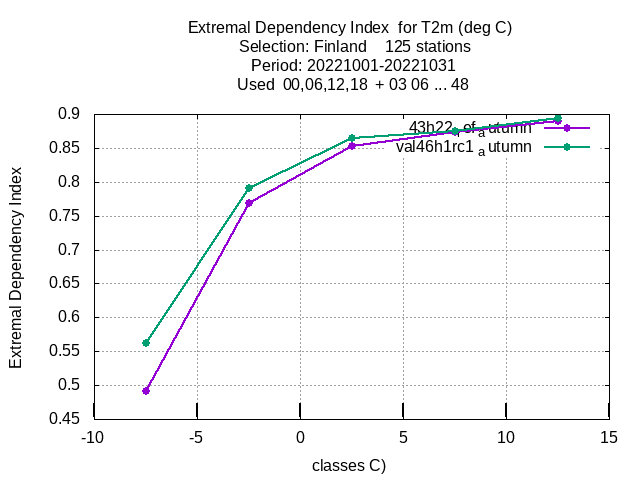 Extremal Dependency Index  for T2m (deg C)
Selection: Finland    125 stations
Period: 20221001-20221031
Used  00,06,12,18  + 03 06 ... 48
0.9
0.85
0.8
0.75
0.7
0.65
0.6
0.55
0.5
0.45
Extremal Dependency Index
val46h1rc1 a utumn
-10
-5
0
5
10
15
classes C)